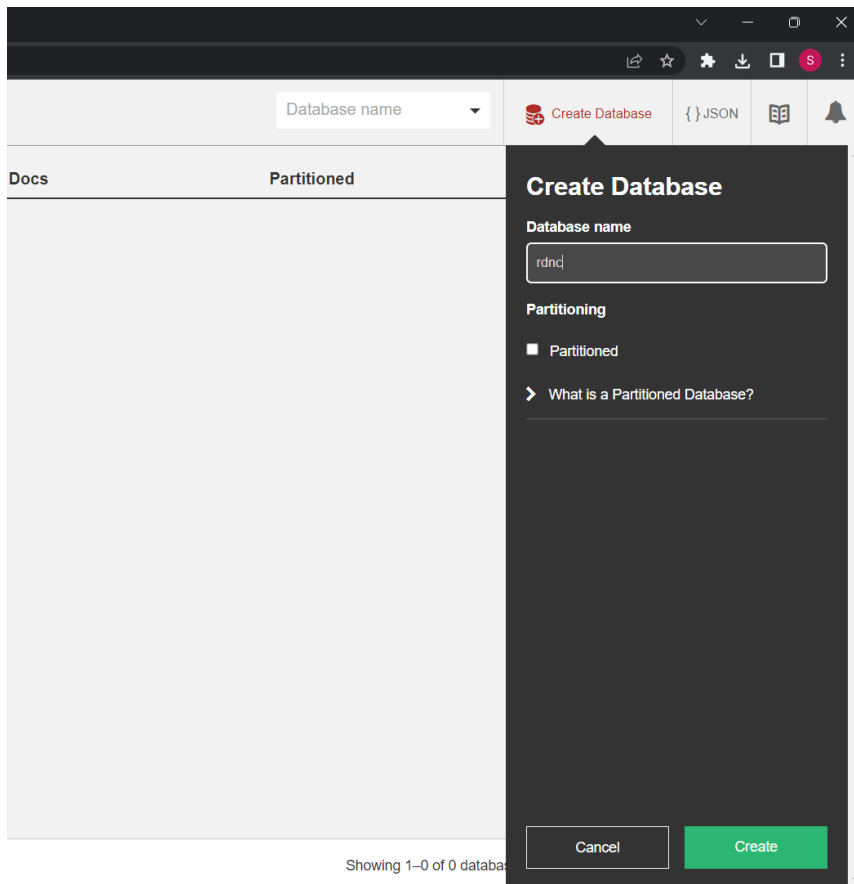 S
Database name
Create Database
{ } JSON
Docs
Partitioned
Create Database
Database name
rdnc
Partitioning
Partitioned
What is a Partitioned Database?
Cancel
Create
Showing 1–0 of 0 databa